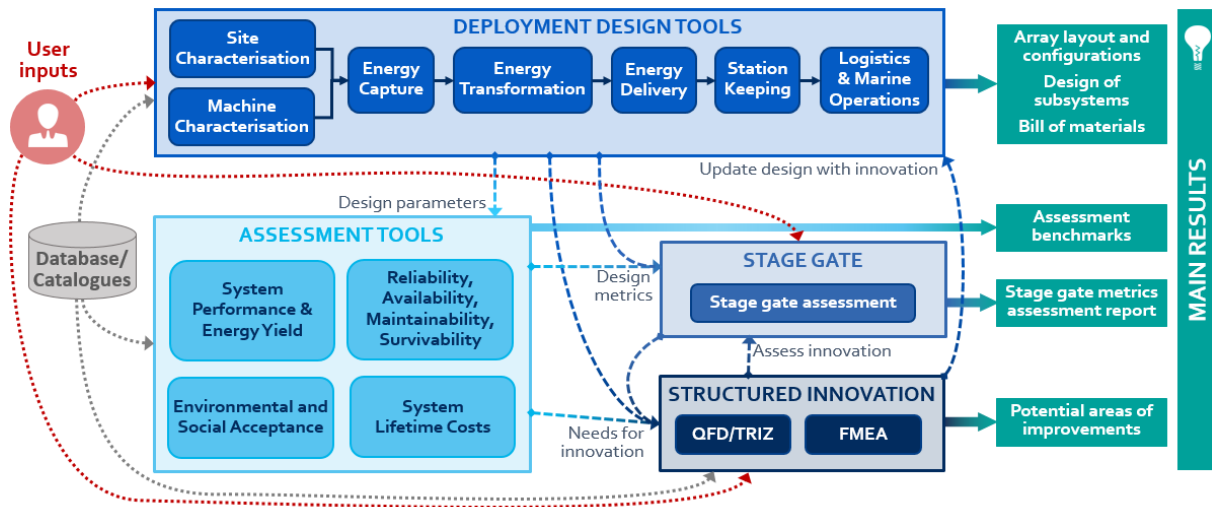 DEPLOYMENT DESIGN TOOLS
User
inputs
Site
Characterisation
Machine
Characterisation
Energy
Capture
Energy
Transformation
Energy
Delivery
Station
Keeping
Logistics
& Marine
Operations
Array layout and
configurations
Design of
subsystems
Bill of materials
Update design with innovation
Design parameters
Database/
Catalogues
ASSESSMENT TOOLS
System
Performance &
Energy Yield
Reliability,
Availability,
Maintainability,
Survivability
Environmental and
Social Acceptance
System
Lifetime Costs
Design
metrics
Needs for
innovation
STAGE GATE
Stage gate assessment
Assess innovation
STRUCTURED INNOVATION
QFD/TRIZ
FMEA
Assessment
benchmarks
Stage gate metrics
assessment report
Potential areas of
improvements
MAIN RESULTS